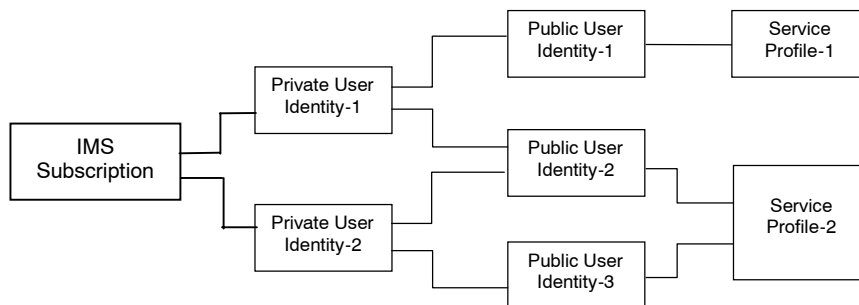 IMS
Subscription
Private User
Identity-1
Private User
Identity-2
Public User
Identity-1
Public User
Identity-2
Public User
Identity-3
Service
Profile-1
Service
Profile-2